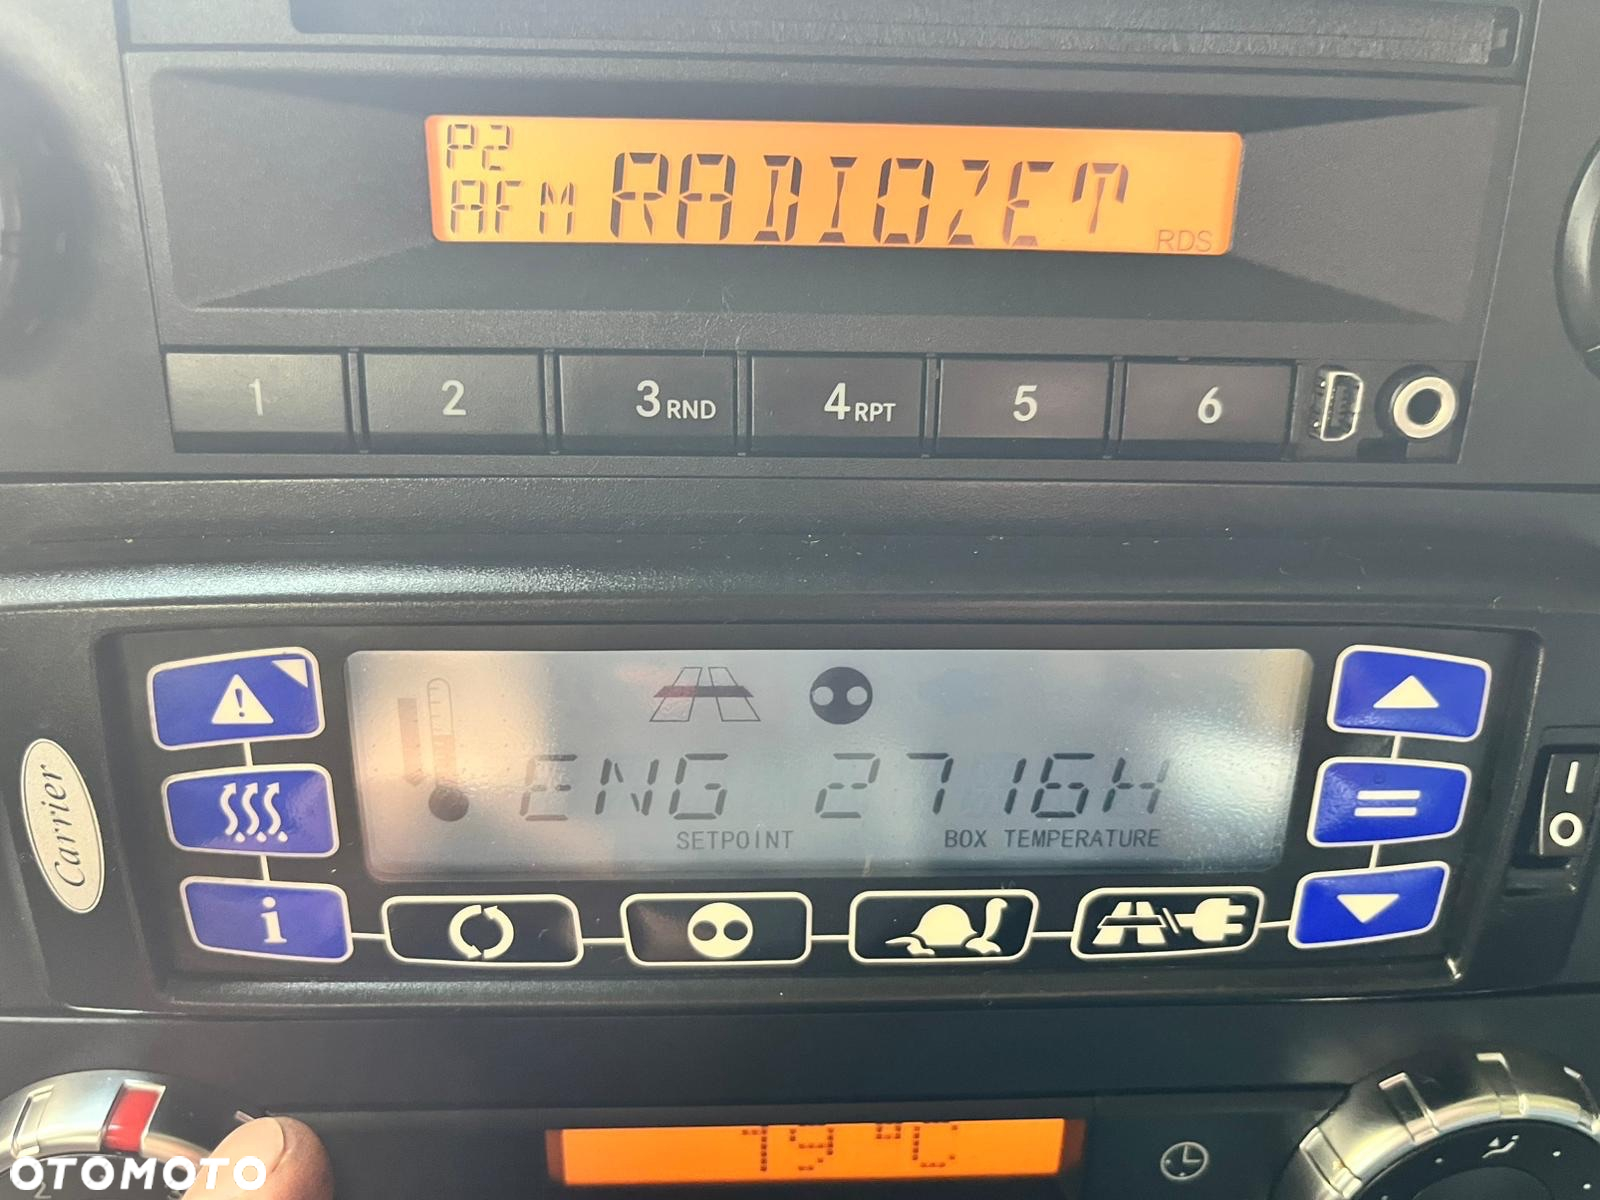 P2
AFM RADIOZET
RDS
1 2 3 RND 4 RPT 5 6
Carrier
ENG 2716H
SETPOINT BOX TEMPERATURE
i
19 °C
2
OTOMOTO